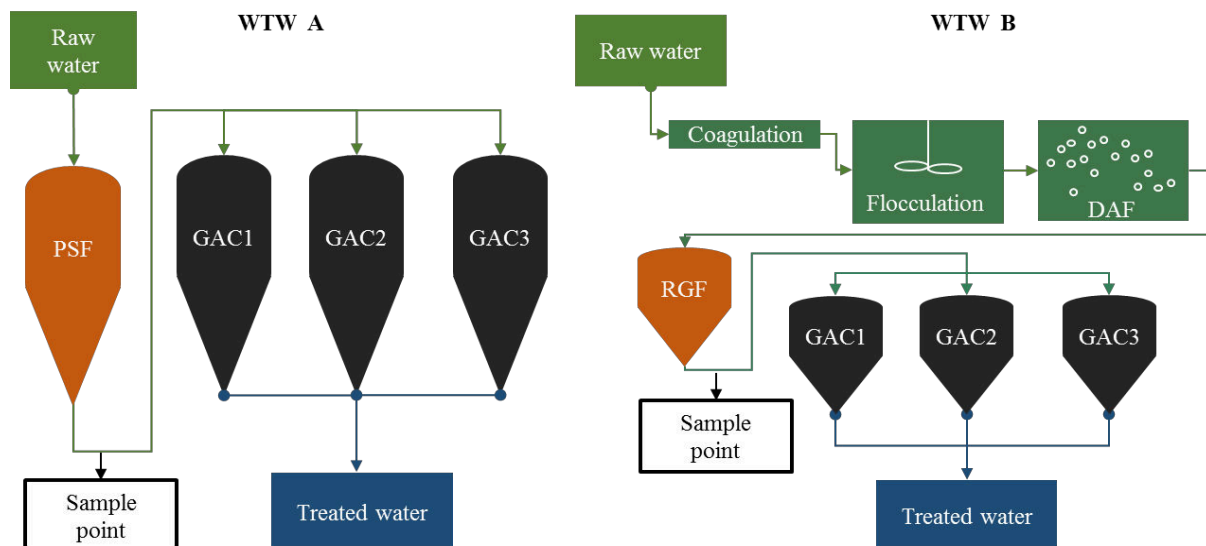 WTW A
Raw
water
PSF
GAC1
GAC2
GAC3
Sample
point
Treated water
WTW B
Raw water
Coagulation
Flocculation
DAF
RGF
GAC1
GAC2
GAC3
Sample
point
Treated water